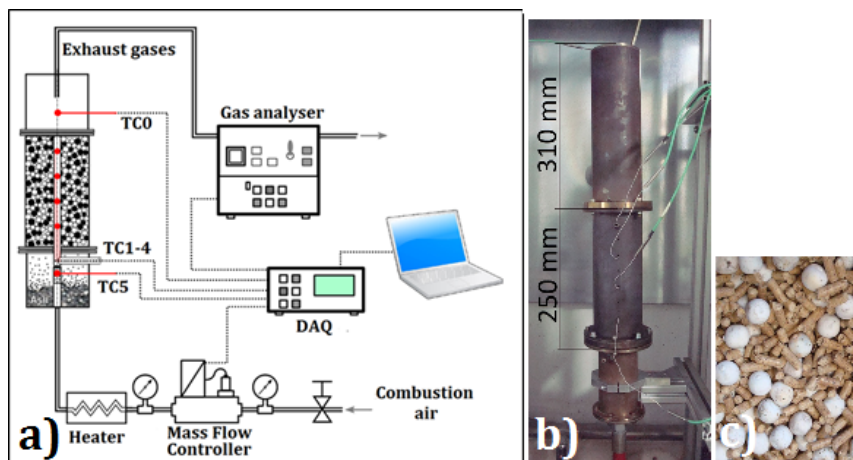 Exhaust gases
TC0
Gas analyser
TC1-4
TC5
Ash
DAQ
Heater
Mass Flow
Controller
Combustion
air
a)
310 mm
250 mm
b)
c)